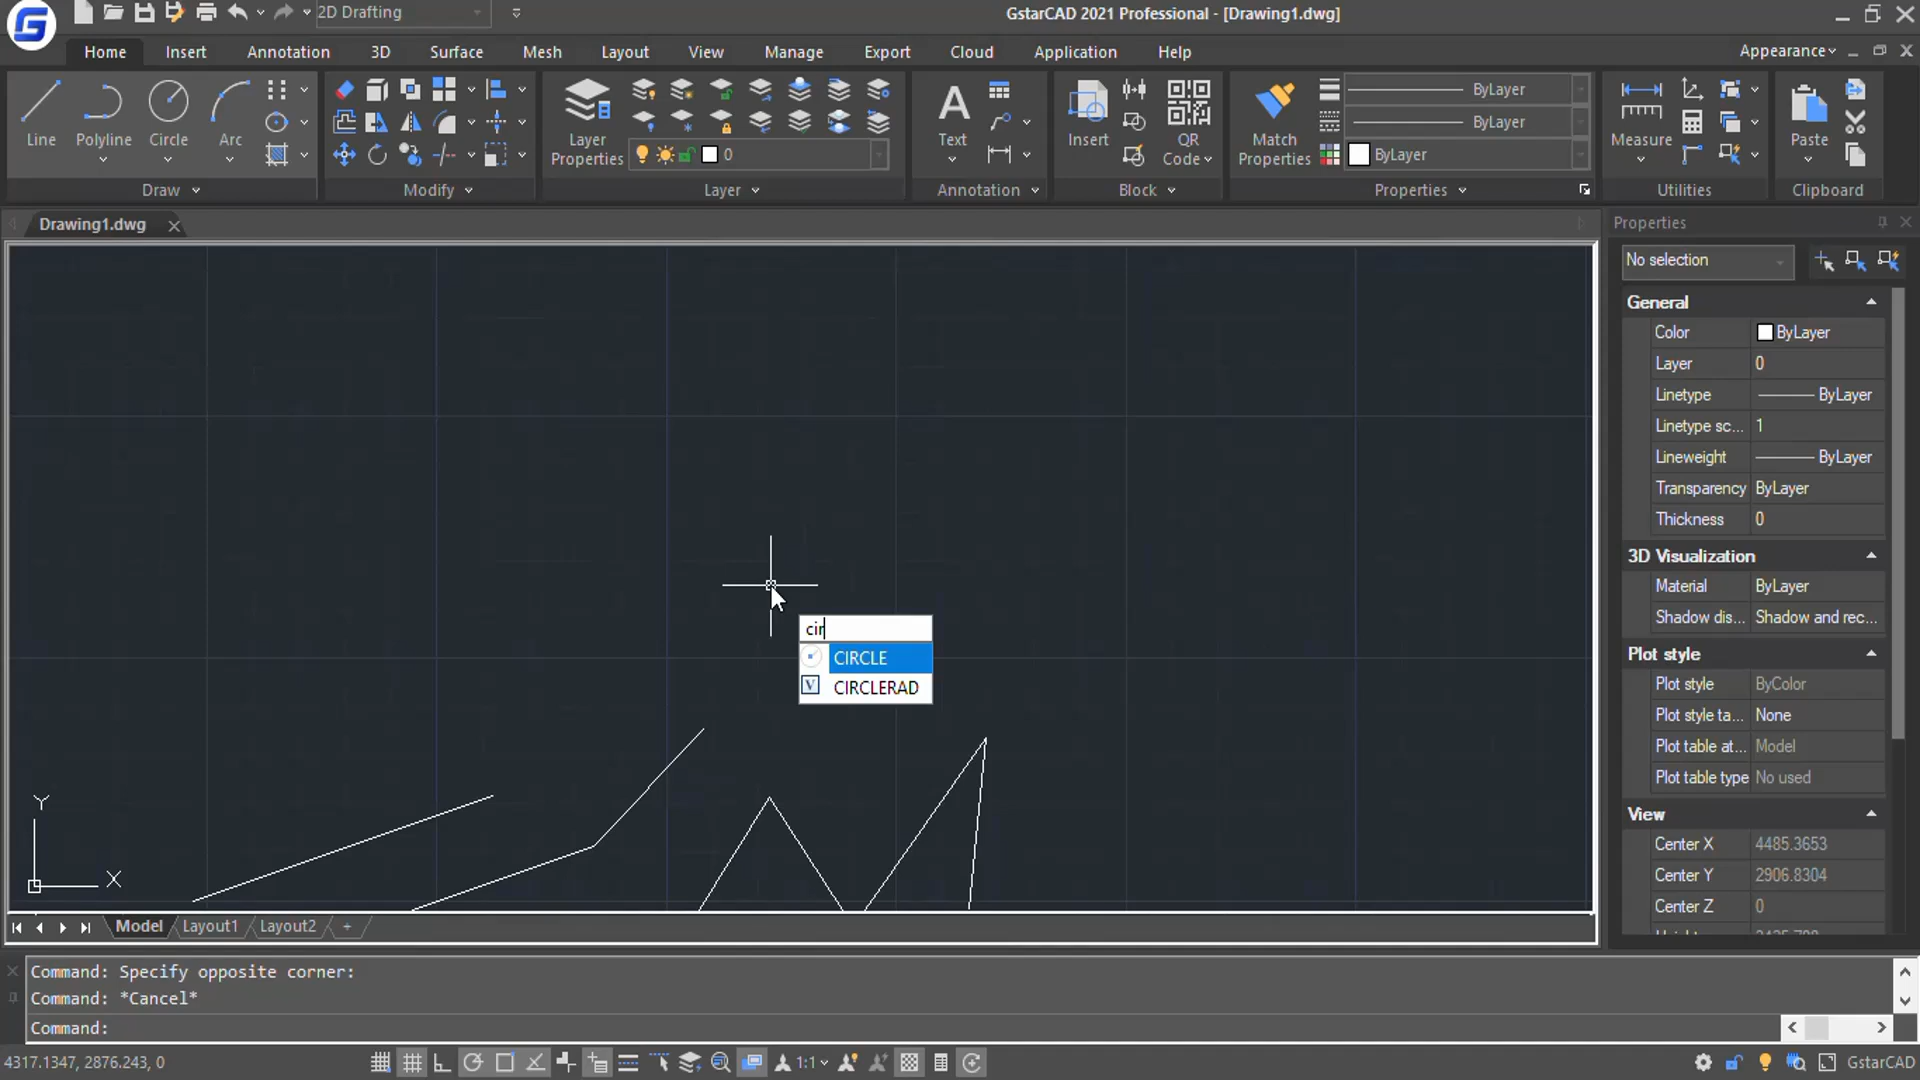 2D Drafting
GstarCAD 2021 Professional - [Drawing1.dwg]
Home Insert Annotation 3D Surface Mesh Layout View Manage Export Cloud Application Help Appearance
Line Polyline Circle Arc
Draw
Modify
Layer Properties
0
Layer
Text
Annotation
Insert
QR Code
Block
Match Properties
ByLayer
ByLayer
ByLayer
Properties
Measure
Utilities
Paste
Clipboard
Drawing1.dwg
Properties
No selection
General
Color ByLayer
Layer 0
Linetype ByLayer
Linetype sc... 1
Lineweight ByLayer
Transparency ByLayer
Thickness 0
3D Visualization
Material ByLayer
Shadow dis... Shadow and rec...
Plot style
Plot style ByColor
Plot style ta... None
Plot table at... Model
Plot table type No used
View
Center X 4485.3653
Center Y 2906.8304
Center Z 0
cir
CIRCLE
V CIRCLERAD
Y
X
Model Layout1 Layout2 +
Command: Specify opposite corner:
Command: *Cancel*
Command:
4317.1347, 2876.243, 0
1:1
GstarCAD